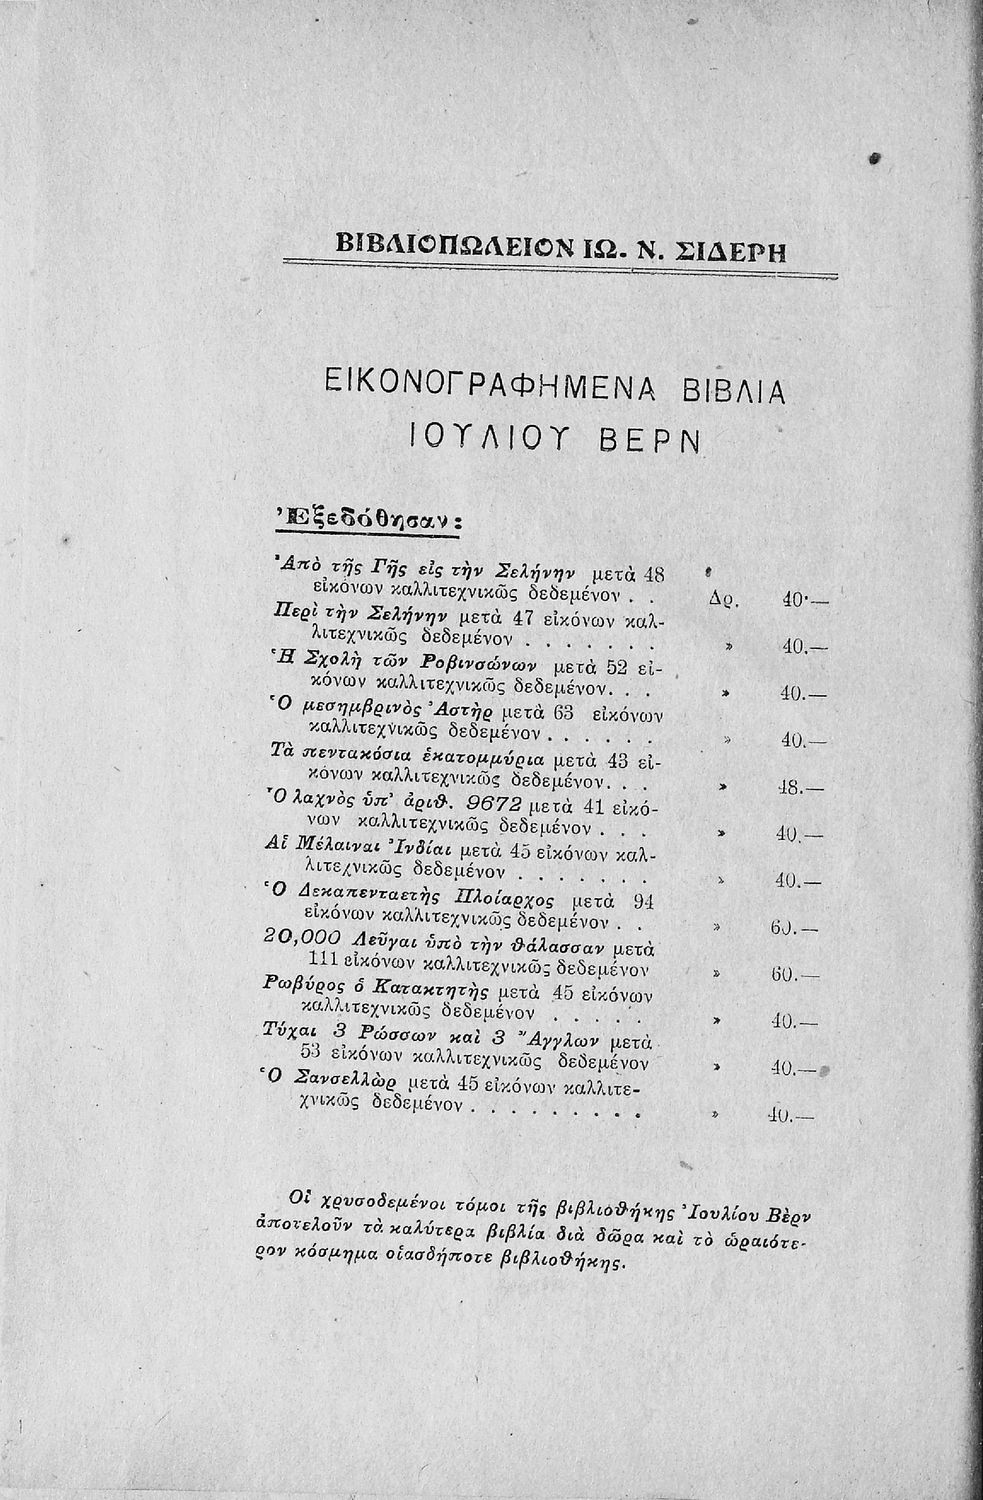 ΒΙΒΛΙΟΠΩΛΕΙΟΝ ΙΩ. Ν. ΣΙΔΕΡΗ
ΕΙΚΟΝΟΓΡΑΦΗΜΕΝΑ ΒΙΒΛΙΑ
ΙΟΥΛΙΟΥ ΒΕΡΝ
Ἐξεδόθησαν:
Ἀπὸ τῆς Γῆς εἰς τὴν Σελήνην μετὰ 48
εἰκόνων καλλιτεχνικῶς δεδεμένον . . Δρ. 40·—
Περὶ τὴν Σελήνην μετὰ 47 εἰκόνων καλ-
λιτεχνικῶς δεδεμένον . . . . . . . » 40.—
Ἡ Σχολὴ τῶν Ροβινσώνων μετὰ 52 εἰ-
κόνων καλλιτεχνικῶς δεδεμένον. . . » 40.—
Ὁ μεσημβρινὸς Ἀστὴρ μετὰ 63 εἰκόνων
καλλιτεχνικῶς δεδεμένον . . . . . . » 40.—
Τὰ πεντακόσια ἑκατομμύρια μετὰ 43 εἰ-
κόνων καλλιτεχνικῶς δεδεμένον. . . » 48.—
Ὁ λαχνὸς ὑπ' ἀριθ. 9672 μετὰ 41 εἰκό-
νων καλλιτεχνικῶς δεδεμένον . . . » 40.—
Αἱ Μέλαιναι Ἰνδίαι μετὰ 45 εἰκόνων καλ-
λιτεχνικῶς δεδεμένον . . . . . . . » 40.—
Ὁ Δεκαπενταετὴς Πλοίαρχος μετὰ 94
εἰκόνων καλλιτεχνικῶς δεδεμένον . . » 60.—
20,000 Λεῦγαι ὑπὸ τὴν θάλασσαν μετὰ
111 εἰκόνων καλλιτεχνικῶς δεδεμένον » 60.—
Ρωβύρος ὁ Κατακτητὴς μετὰ 45 εἰκόνων
καλλιτεχνικῶς δεδεμένον . . . . . » 40.—
Τύχαι 3 Ρώσσων καὶ 3 Ἄγγλων μετὰ
53 εἰκόνων καλλιτεχνικῶς δεδεμένον » 40.—
Ὁ Σανσελλὼρ μετὰ 45 εἰκόνων καλλιτε-
χνικῶς δεδεμένον . . . . . . . . . » 40.—
Οἱ χρυσοδεμένοι τόμοι τῆς βιβλιοθήκης Ἰουλίου Βὲρν
ἀποτελοῦν τὰ καλύτερα βιβλία διὰ δῶρα καὶ τὸ ὡραιότε-
ρον κόσμημα οἱασδήποτε βιβλιοθήκης.